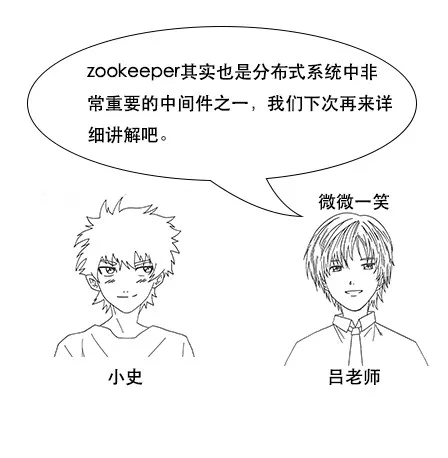 zookeeper其实也是分布式系统中非
常重要的中间件之一，我们下次再来详
细讲解吧。
微微一笑
小史
吕老师